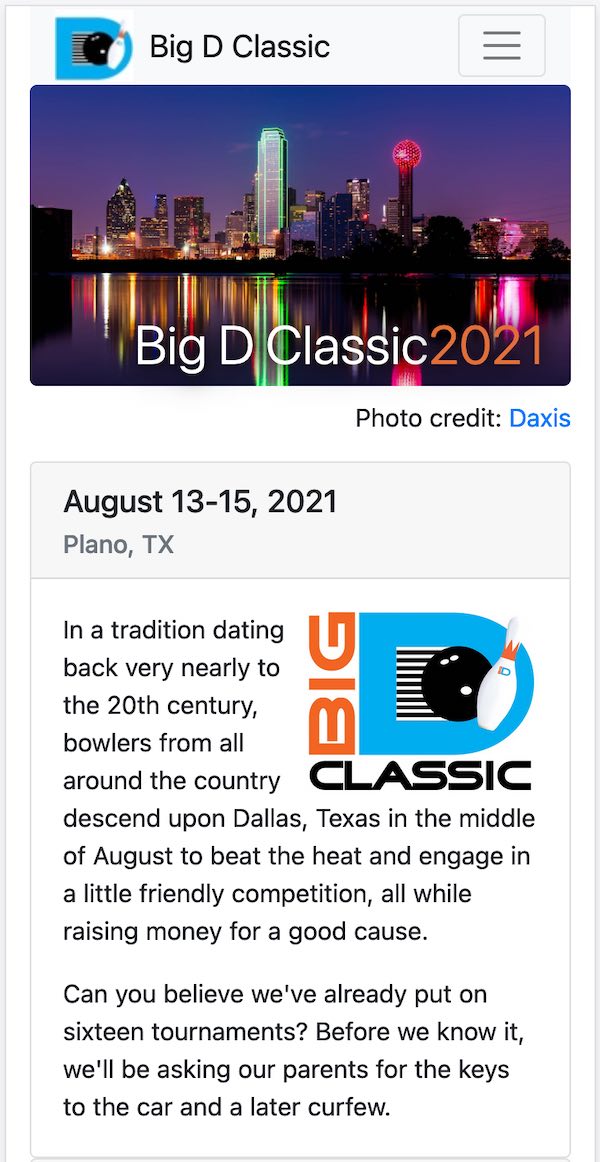 Big D Classic
Big D Classic2021
Photo credit: Daxis
August 13-15, 2021
Plano, TX
In a tradition dating
back very nearly to
the 20th century,
bowlers from all
around the country
descend upon Dallas, Texas in the middle
of August to beat the heat and engage in
a little friendly competition, all while
raising money for a good cause.
BIG
D
CLASSIC
Can you believe we've already put on
sixteen tournaments? Before we know it,
we'll be asking our parents for the keys
to the car and a later curfew.